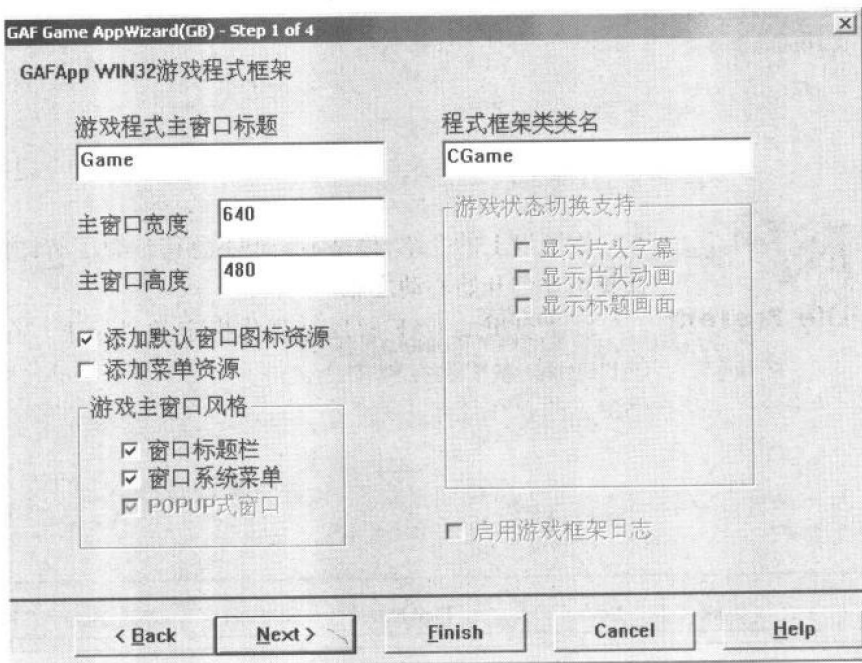 GAF Game AppWizard(GB) - Step 1 of 4
GAFApp WIN32游戏程式框架
游戏程式主窗口标题
Game
主窗口宽度
640
主窗口高度
480
添加默认窗口图标资源
添加菜单资源
游戏主窗口风格
窗口标题栏
窗口系统菜单
POPUP式窗口
程式框架类类名
CGame
游戏状态切换支持
显示片头字幕
显示片头动画
显示标题画面
启用游戏框架日志
< Back
Next >
Finish
Cancel
Help